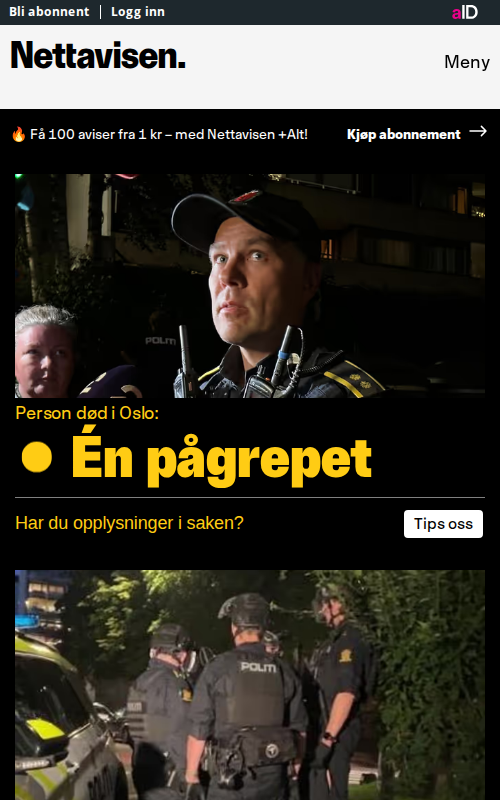 Bli abonnent | Logg inn
aID
Nettavisen.
Meny
🔥 Få 100 aviser fra 1 kr – med Nettavisen +Alt!
Kjøp abonnement →
POLITI
Person død i Oslo:
Én pågrepet
Har du opplysninger i saken?
Tips oss
POLITI